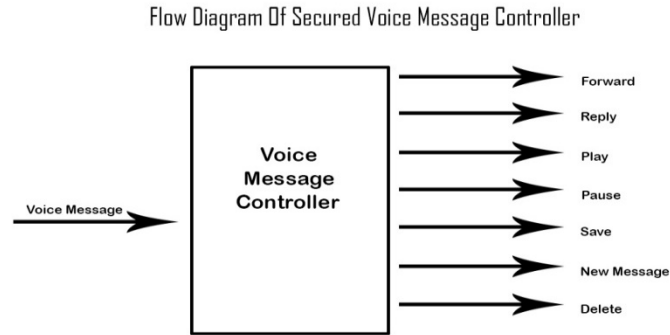 Flow Diagram Of Secured Voice Message Controller
Voice Message
Voice
Message
Controller
Forward
Reply
Play
Pause
Save
New Message
Delete